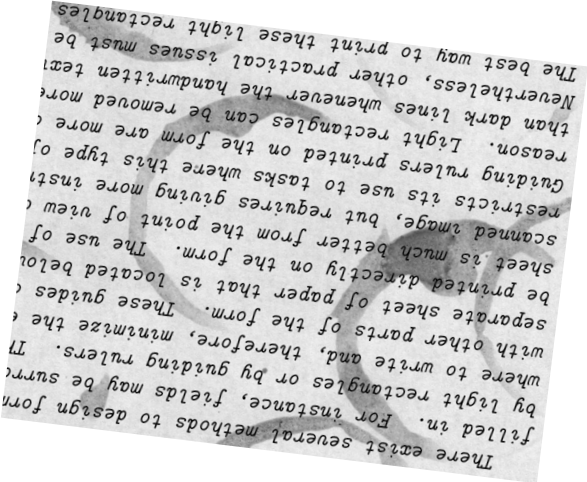 There exist several methods to design form
filled in. For instance, fields may be surr
by light rectangles or by guiding rulers.
where to write and, therefore, minimize the
with other parts of the form. These guides
separate sheet of paper that is located belo
be printed directly on the form. The use of
sheet is much better from the point of view
scanned image, but requires giving more instr
restricts its use to tasks where this type of
Guiding rulers printed on the form are more
reason. Light rectangles can be removed more
than dark lines whenever the handwritten tex
Nevertheless, other practical issues must be
The best way to print these light rectangles